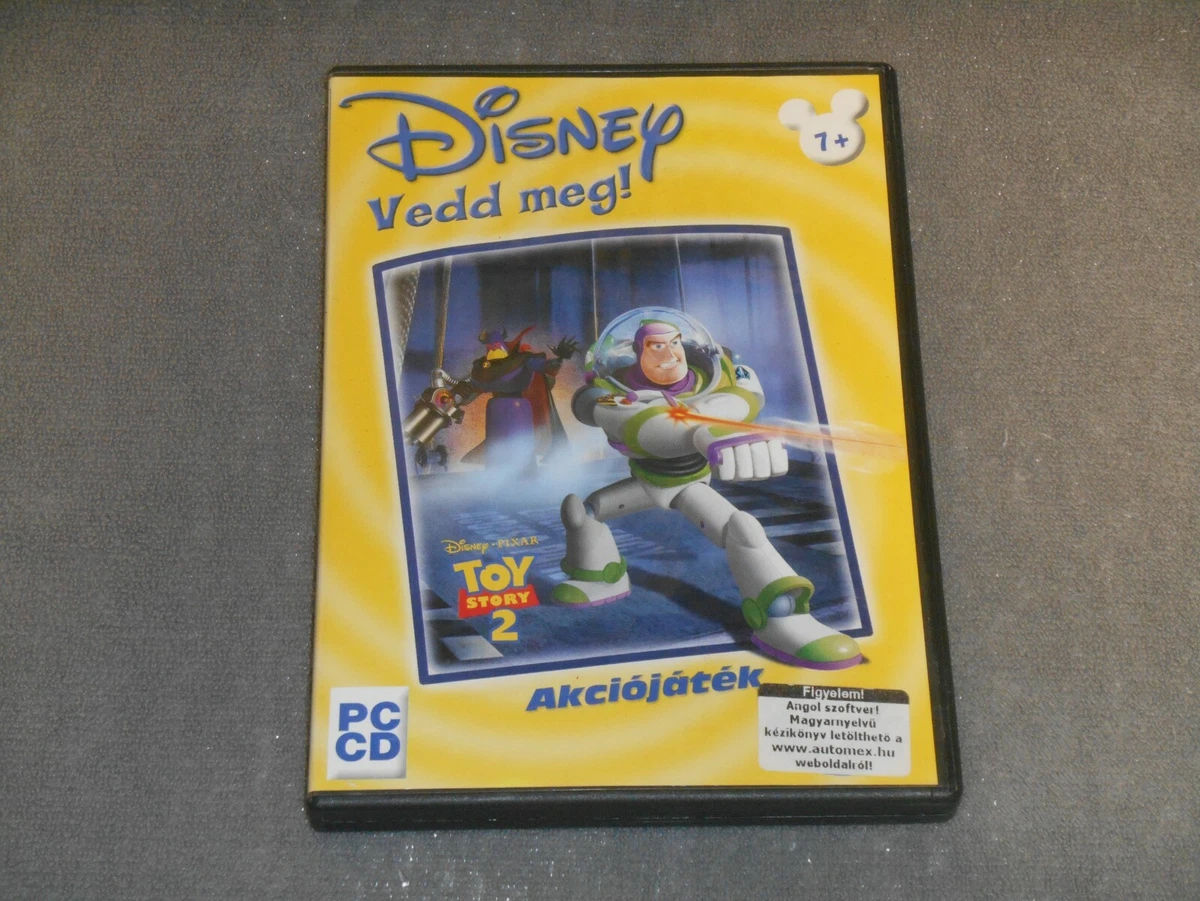 Disney
7+
Vedd meg!
Disney · PIXAR
TOY
STORY
2
Akciójáték
PC
CD
Figyelem!
Angol szoftver!
Magyarnyelvű
kézikönyv letölthető a
www.automex.hu
weboldalról!